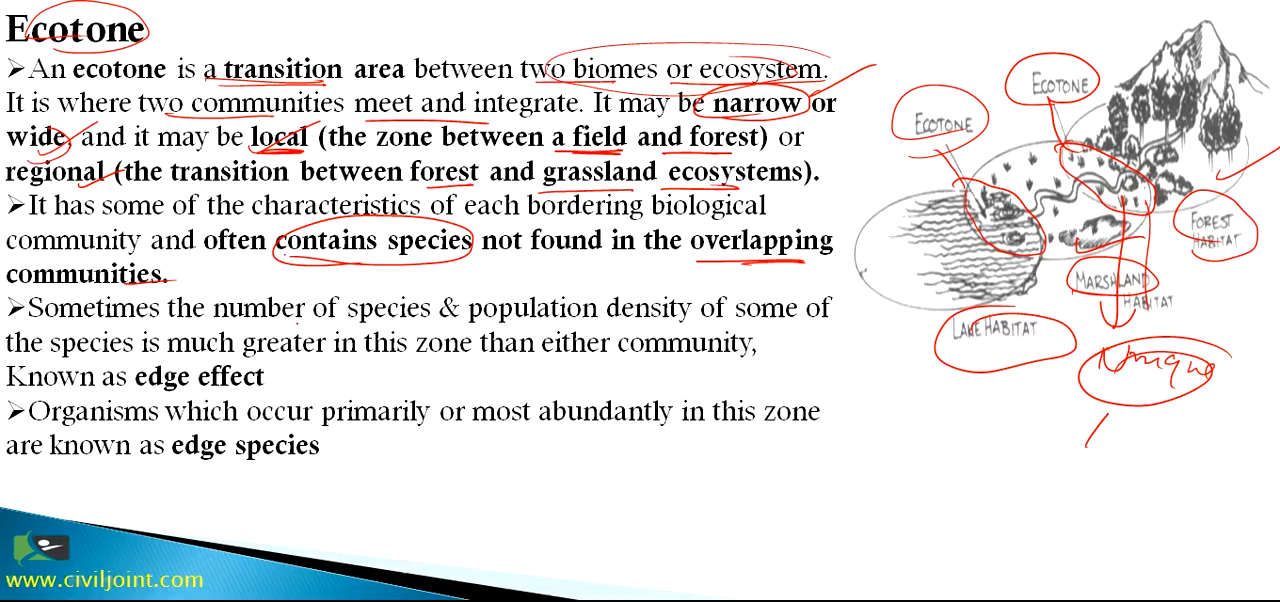 Ecotone
➢An ecotone is a transition area between two biomes or ecosystem.
It is where two communities meet and integrate. It may be narrow or
wide, and it may be local (the zone between a field and forest) or
regional (the transition between forest and grassland ecosystems).
➢It has some of the characteristics of each bordering biological
community and often contains species not found in the overlapping
communities.
➢Sometimes the number of species & population density of some of
the species is much greater in this zone than either community,
Known as edge effect
➢Organisms which occur primarily or most abundantly in this zone
are known as edge species
ECOTONE
ECOTONE
FOREST
HABITAT
MARSHLAND
HABITAT
LAKE HABITAT
Unique
www.civiljoint.com